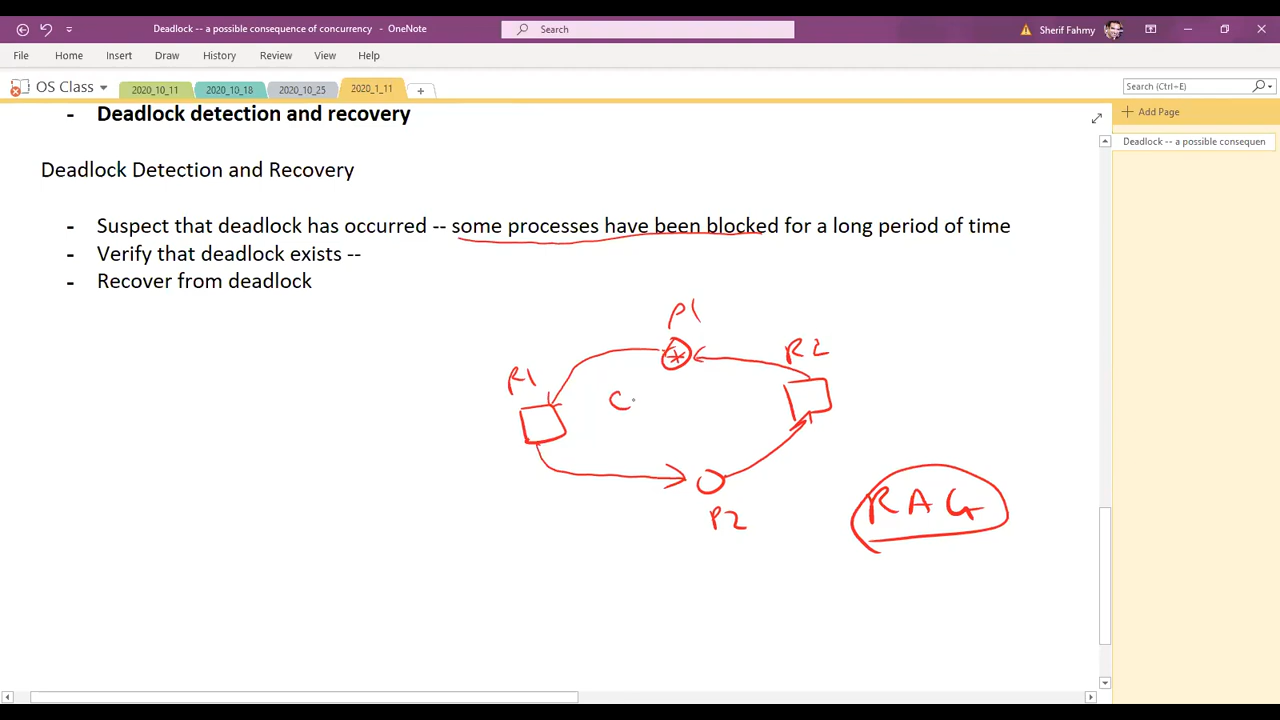 Deadlock -- a possible consequence of concurrency - OneNote
Search
Sherif Fahmy
File Home Insert Draw History Review View Help
OS Class 2020_10_11 2020_10_18 2020_10_25 2020_1_11
Search (Ctrl+E)
- Deadlock detection and recovery
Add Page
Deadlock -- a possible consequen
Deadlock Detection and Recovery
- Suspect that deadlock has occurred -- some processes have been blocked for a long period of time
- Verify that deadlock exists --
- Recover from deadlock
P1
R2
R1
C
RAG
P2